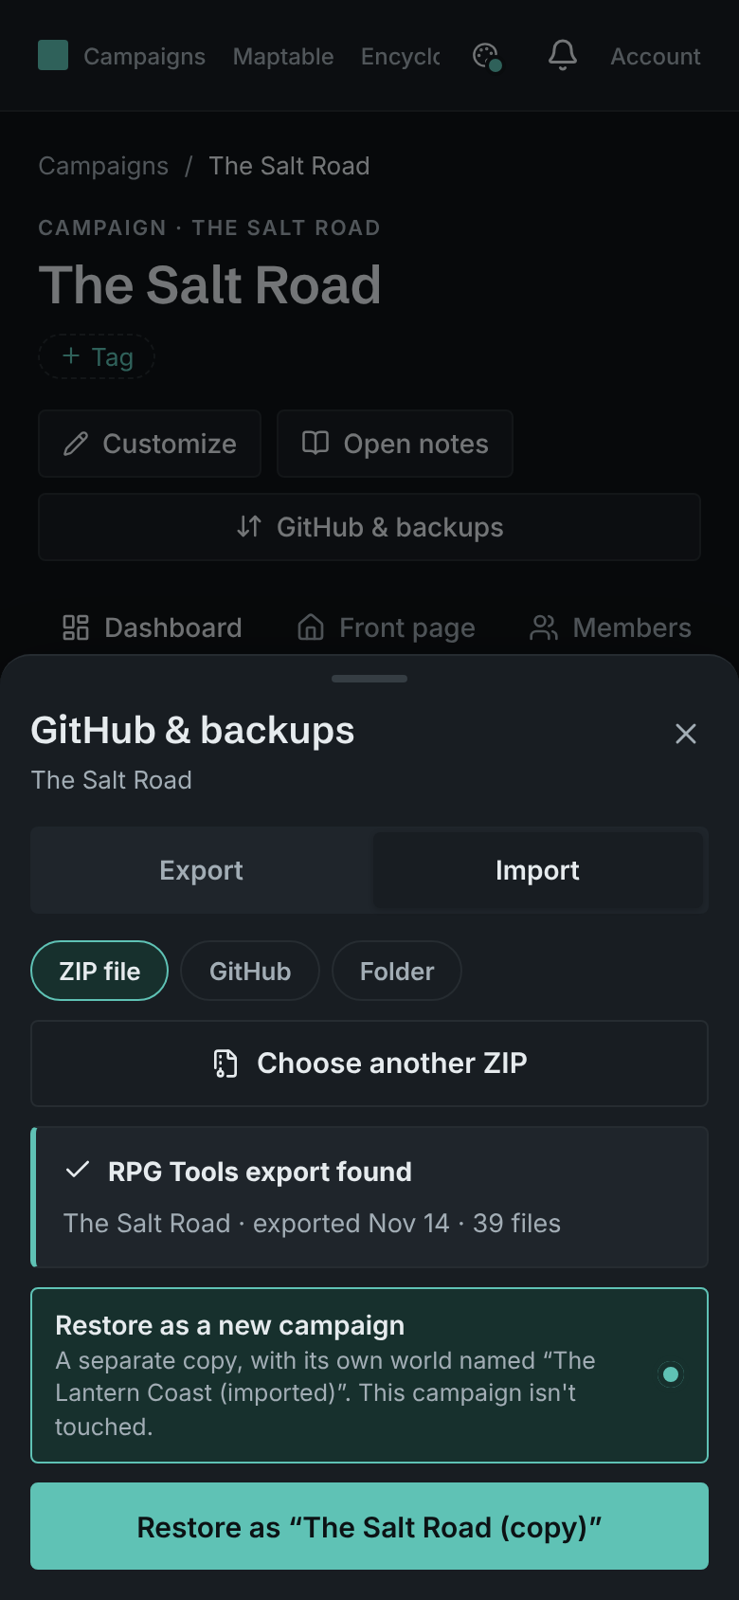 Campaigns Maptable Encyclc Account
Campaigns / The Salt Road
CAMPAIGN · THE SALT ROAD
The Salt Road
+ Tag
Customize Open notes
GitHub & backups
Dashboard Front page Members
GitHub & backups
The Salt Road
Export Import
ZIP file GitHub Folder
Choose another ZIP
RPG Tools export found
The Salt Road · exported Nov 14 · 39 files
Restore as a new campaign
A separate copy, with its own world named “The
Lantern Coast (imported)”. This campaign isn't
touched.
Restore as “The Salt Road (copy)”